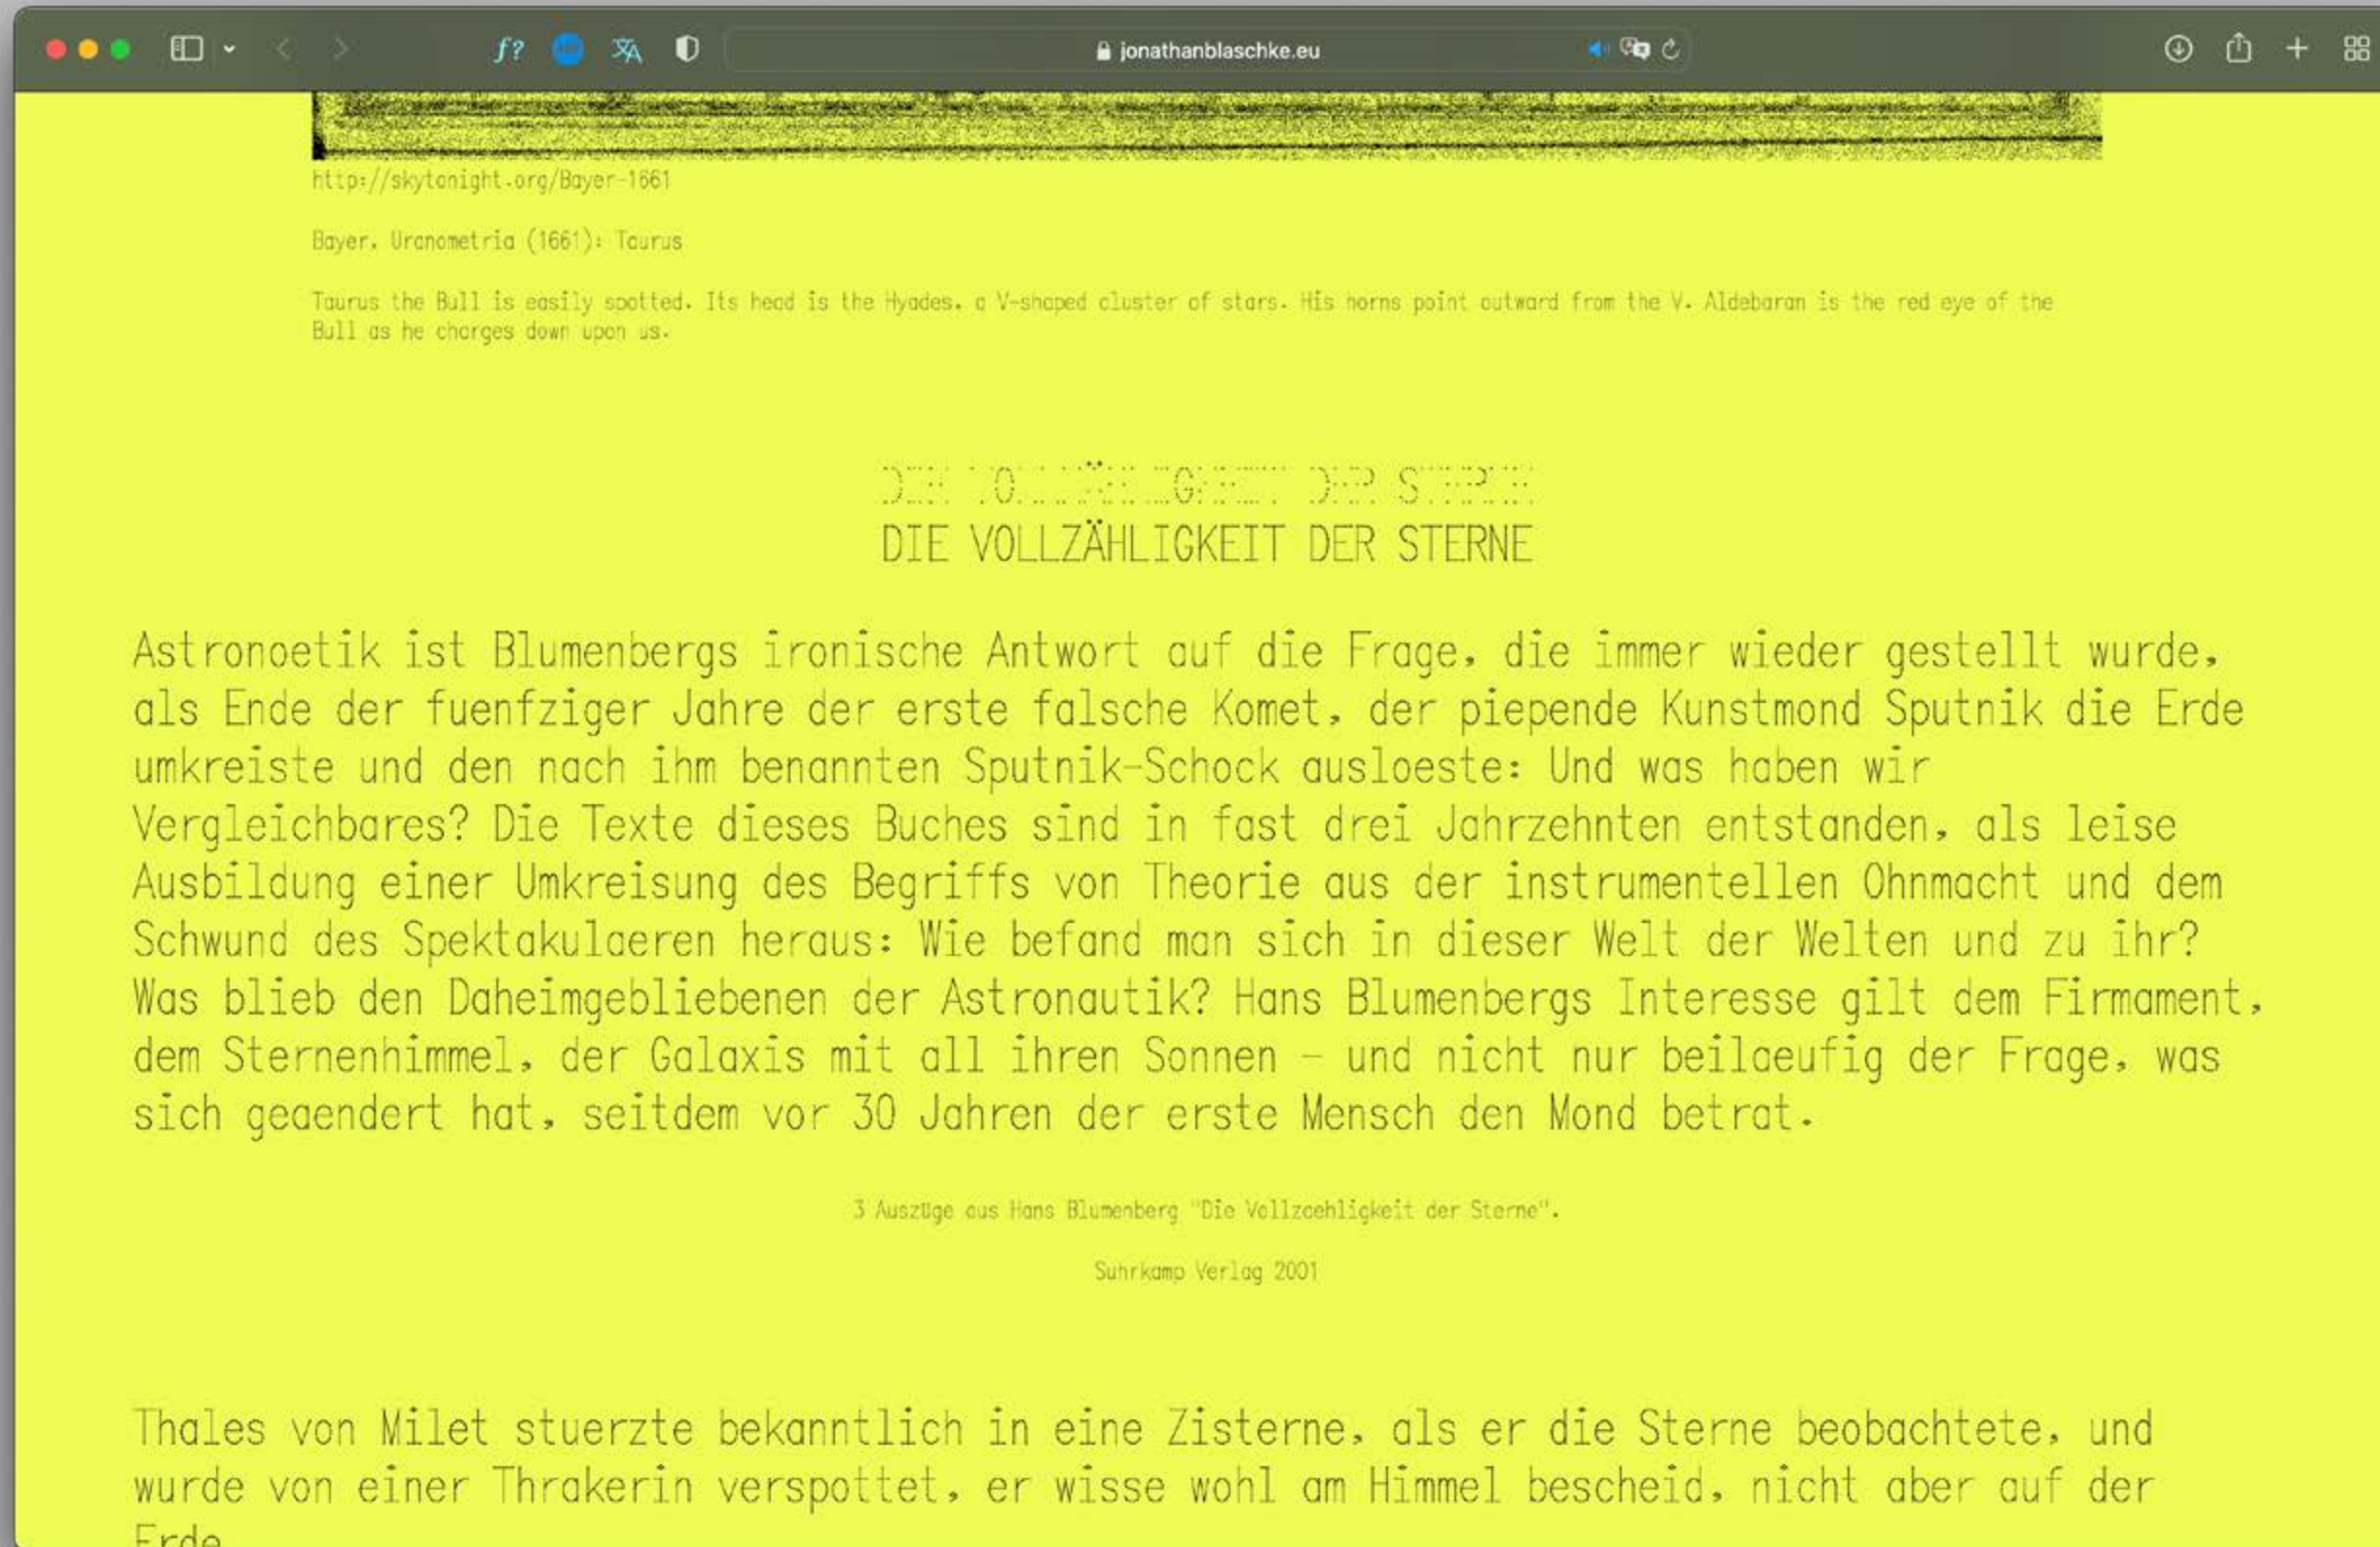 f?
jonathanblaschke.eu
http://skytonight.org/Bayer-1661
Bayer, Uranometria (1661): Taurus
Taurus the Bull is easily spotted. Its head is the Hyades, a V-shaped cluster of stars. His horns point outward from the V. Aldebaran is the red eye of the
Bull as he charges down upon us.
DIE VOLLZÄHLIGKEIT DER STERNE
DIE VOLLZÄHLIGKEIT DER STERNE
Astronoetik ist Blumenbergs ironische Antwort auf die Frage, die immer wieder gestellt wurde,
als Ende der fuenfziger Jahre der erste falsche Komet, der piepende Kunstmond Sputnik die Erde
umkreiste und den nach ihm benannten Sputnik-Schock ausloeste: Und was haben wir
Vergleichbares? Die Texte dieses Buches sind in fast drei Jahrzehnten entstanden, als leise
Ausbildung einer Umkreisung des Begriffs von Theorie aus der instrumentellen Ohnmacht und dem
Schwund des Spektakulaeren heraus: Wie befand man sich in dieser Welt der Welten und zu ihr?
Was blieb den Daheimgebliebenen der Astronautik? Hans Blumenbergs Interesse gilt dem Firmament,
dem Sternenhimmel, der Galaxis mit all ihren Sonnen – und nicht nur beilaeufig der Frage, was
sich geaendert hat, seitdem vor 30 Jahren der erste Mensch den Mond betrat.
3 Auszüge aus Hans Blumenberg "Die Vollzaehligkeit der Sterne".
Suhrkamp Verlag 2001
Thales von Milet stuerzte bekanntlich in eine Zisterne, als er die Sterne beobachtete, und
wurde von einer Thrakerin verspottet, er wisse wohl am Himmel bescheid, nicht aber auf der
Erde